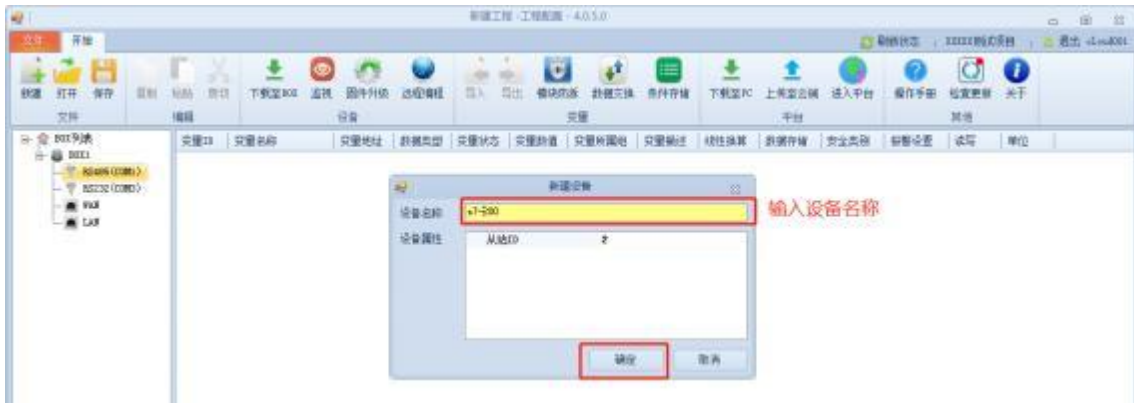 新建工程 - 工程配置 - 4.0.5.0
文件 开始 刷新状态
新建 打开 保存 复制 粘贴 剪切 下载至BOX 监视 固件升级 远程编程 导入 导出 模块防派 数据交换 条件存储 下载至PC 上传至云端 进入平台 操作手册 检查更新 关于
文件 编辑 设备 变量 平台 其他
BOX列表
BOX1
RS485(COM1)
RS232(COM0)
WAN
LAN
变量ID 变量名称 变量地址 数据类型 变量状态 变量数值 变量所属组 变量描述 线性换算 数据存储 安全类别 报警设置 读写 单位
新建设备
设备名称 s7-200 输入设备名称
设备属性 从站ID 2
确定 取消